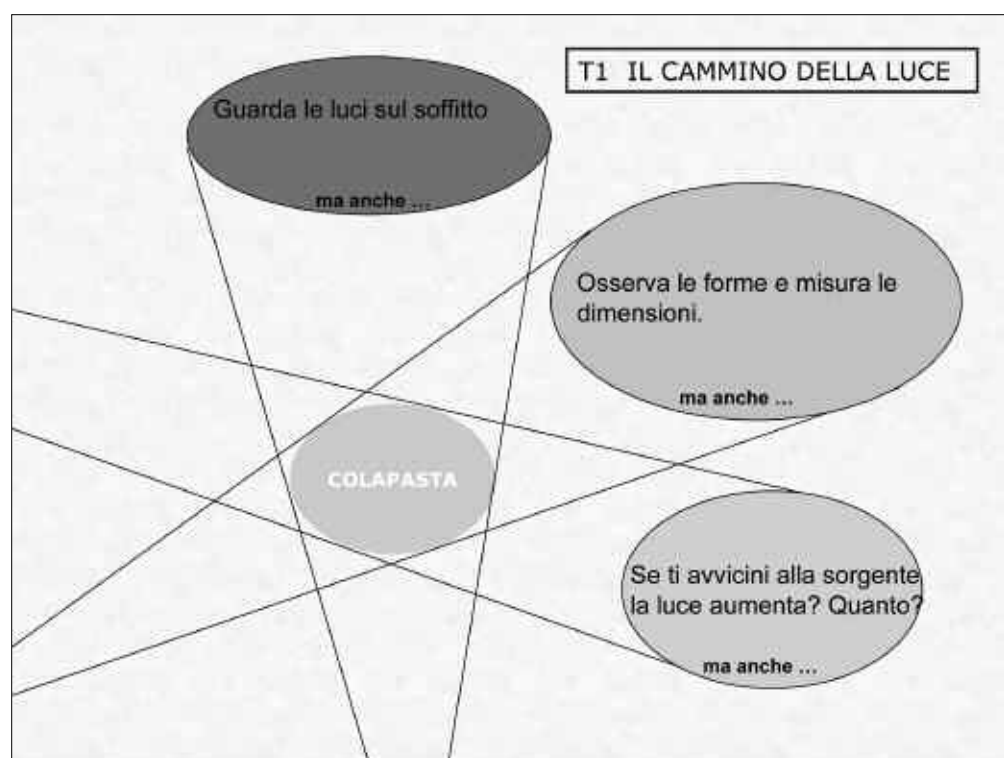 T1 IL CAMMINO DELLA LUCE
Guarda le luci sul soffitto
ma anche ...
Osserva le forme e misura le
dimensioni.
ma anche ...
COLAPASTA
Se ti avvicini alla sorgente
la luce aumenta? Quanto?
ma anche ...